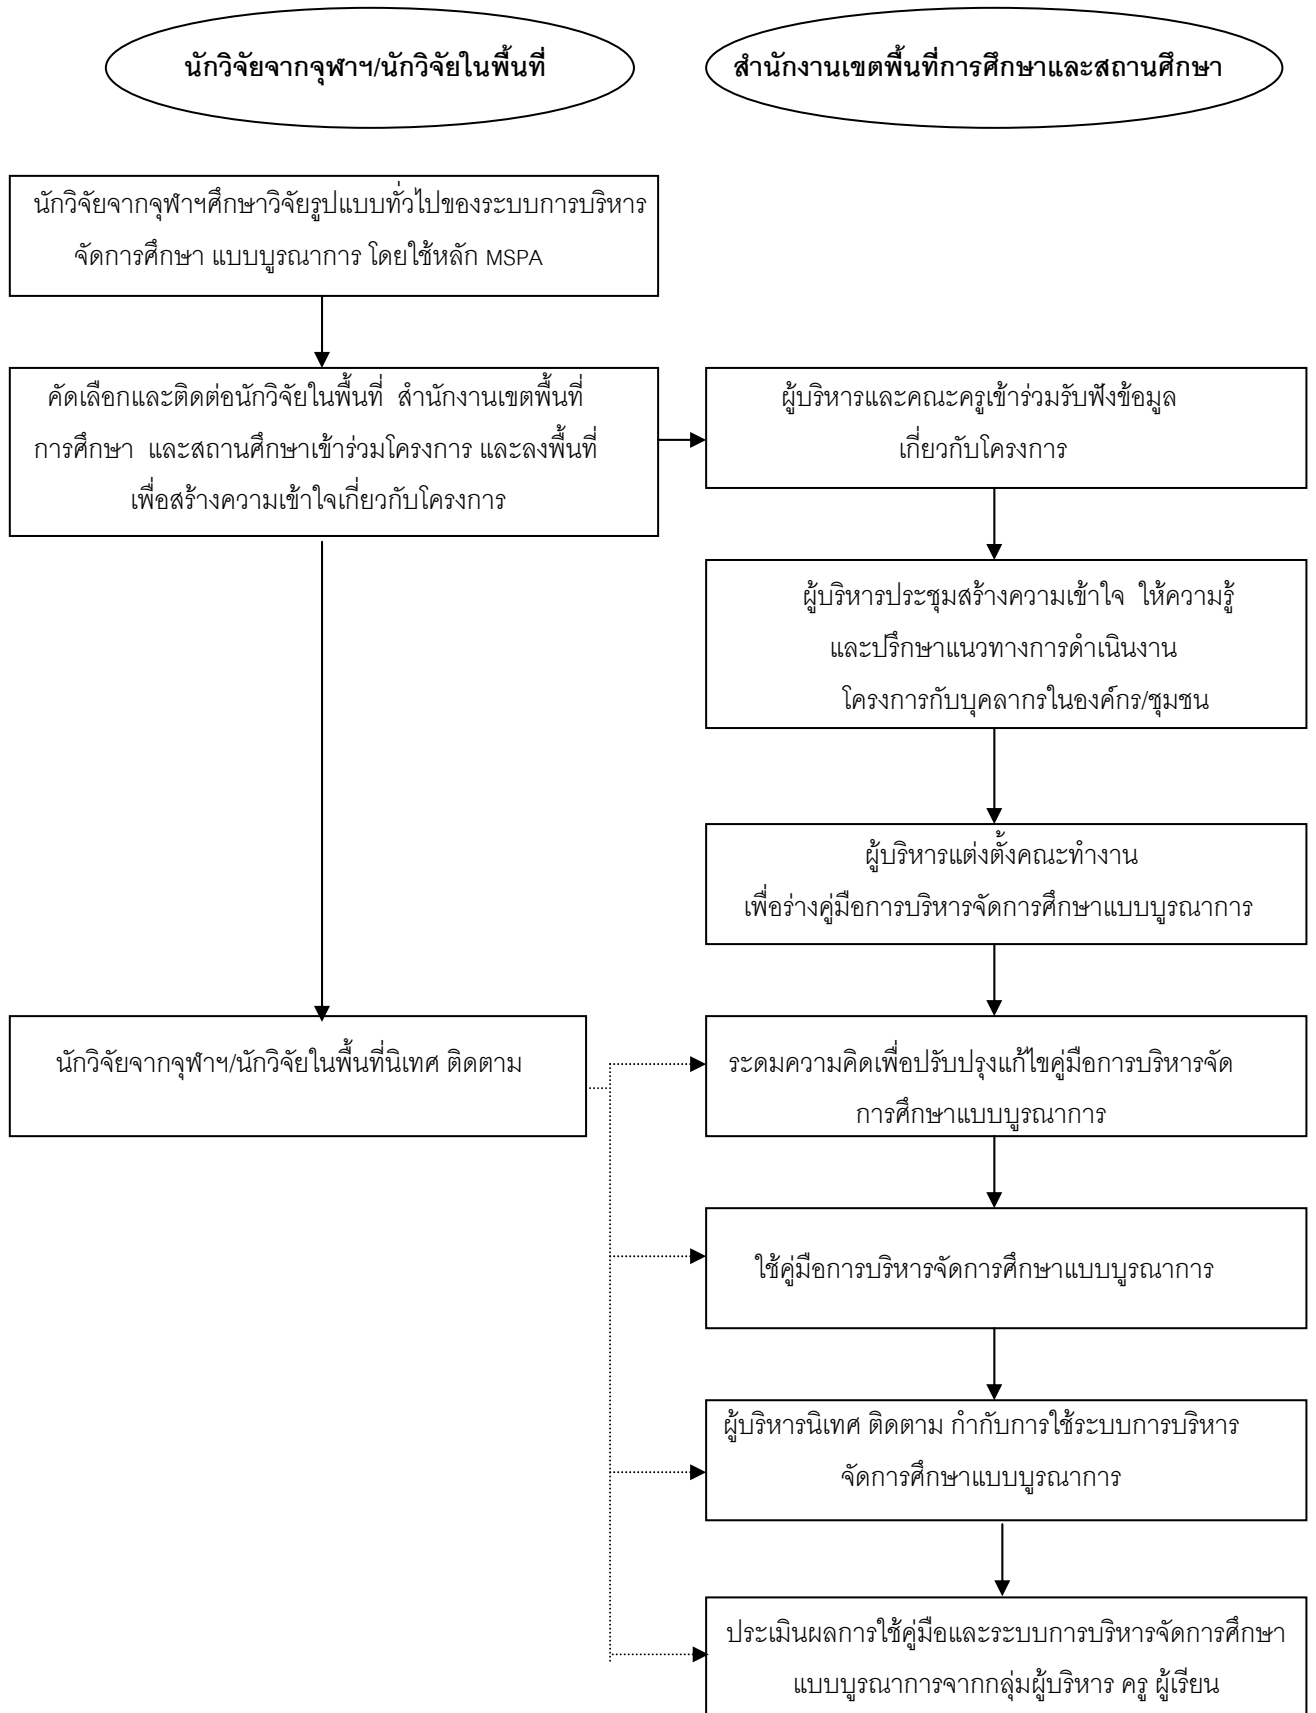 นักวิจัยจากจุฬาฯ/นักวิจัยในพื้นที่
สำนักงานเขตพื้นที่การศึกษาและสถานศึกษา
นักวิจัยจากจุฬาฯศึกษาวิจัยรูปแบบทั่วไปของระบบการบริหาร
จัดการศึกษา แบบบูรณาการ โดยใช้หลัก MSPA
คัดเลือกและติดต่อนักวิจัยในพื้นที่ สำนักงานเขตพื้นที่
การศึกษา และสถานศึกษาเข้าร่วมโครงการ และลงพื้นที่
เพื่อสร้างความเข้าใจเกี่ยวกับโครงการ
ผู้บริหารและคณะครูเข้าร่วมรับฟังข้อมูล
เกี่ยวกับโครงการ
ผู้บริหารประชุมสร้างความเข้าใจ ให้ความรู้
และปรึกษาแนวทางการดำเนินงาน
โครงการกับบุคลากรในองค์กร/ชุมชน
ผู้บริหารแต่งตั้งคณะทำงาน
เพื่อร่างคู่มือการบริหารจัดการศึกษาแบบบูรณาการ
นักวิจัยจากจุฬาฯ/นักวิจัยในพื้นที่นิเทศ ติดตาม
ระดมความคิดเพื่อปรับปรุงแก้ไขคู่มือการบริหารจัด
การศึกษาแบบบูรณาการ
ใช้คู่มือการบริหารจัดการศึกษาแบบบูรณาการ
ผู้บริหารนิเทศ ติดตาม กำกับการใช้ระบบการบริหาร
จัดการศึกษาแบบบูรณาการ
ประเมินผลการใช้คู่มือและระบบการบริหารจัดการศึกษา
แบบบูรณาการจากกลุ่มผู้บริหาร ครู ผู้เรียน